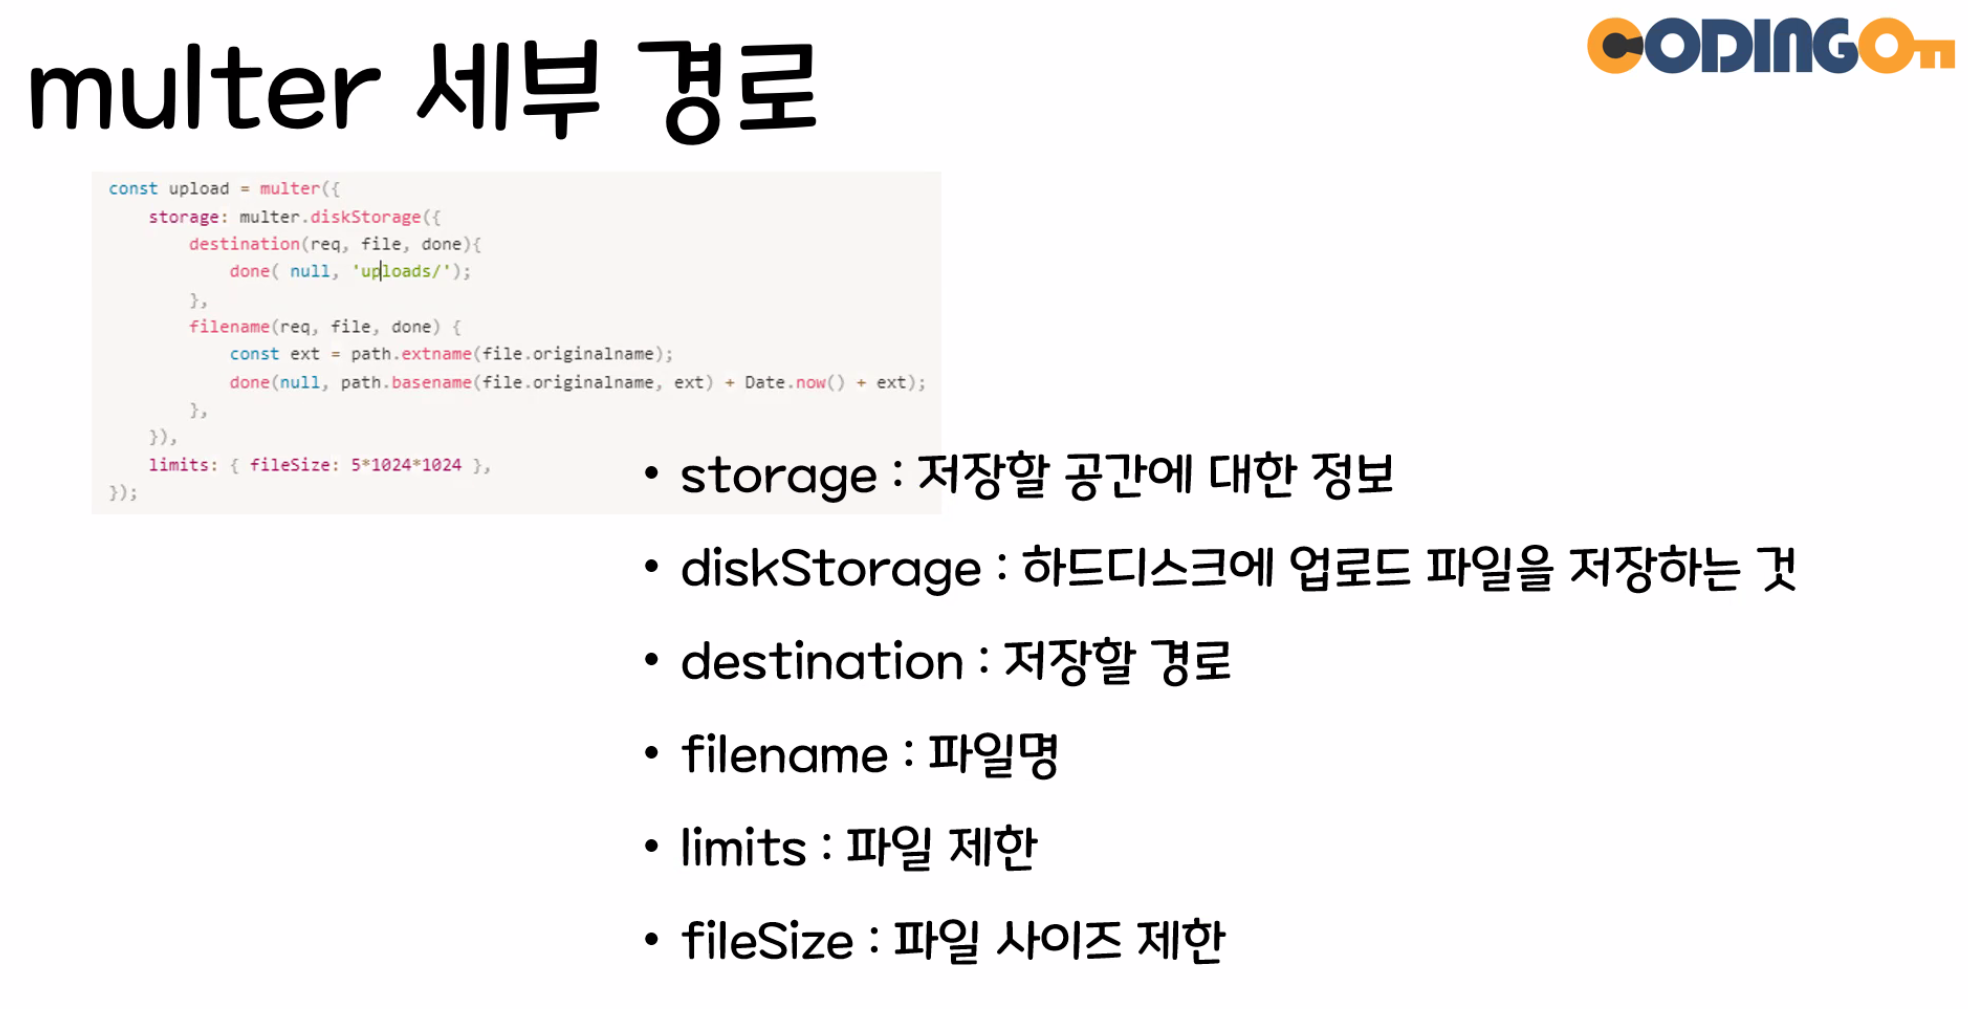 multer 세부 경로
CODINGOn
const upload = multer({
    storage: multer.diskStorage({
        destination(req, file, done){
            done( null, 'uploads/');
        },
        filename(req, file, done) {
            const ext = path.extname(file.originalname);
            done(null, path.basename(file.originalname, ext) + Date.now() + ext);
        },
    }),
    limits: { fileSize: 5*1024*1024 },
});
• storage : 저장할 공간에 대한 정보
• diskStorage : 하드디스크에 업로드 파일을 저장하는 것
• destination : 저장할 경로
• filename : 파일명
• limits : 파일 제한
• fileSize : 파일 사이즈 제한